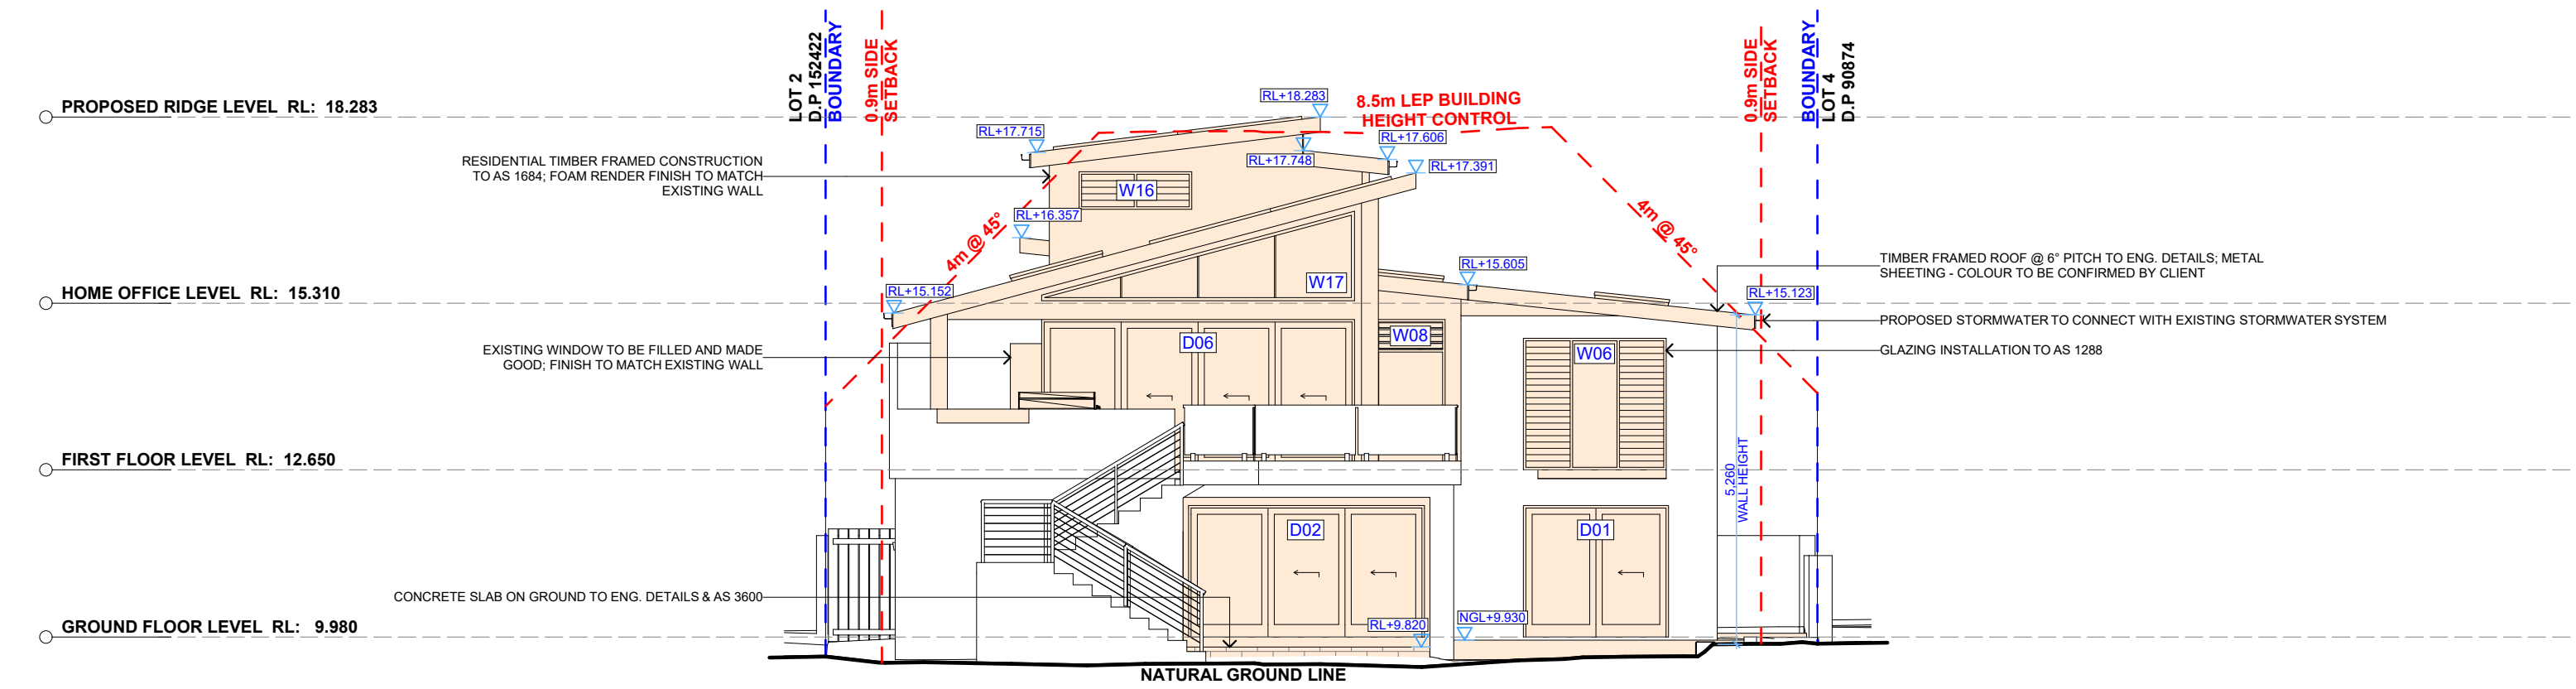 LOT 2
D.P 152422
BOUNDARY
0.9m SIDE
SETBACK
0.9m SIDE
SETBACK
BOUNDARY
LOT 4
D.P 90874
PROPOSED RIDGE LEVEL RL: 18.283
RL+18.283
8.5m LEP BUILDING
HEIGHT CONTROL
RL+17.715
RL+17.606
RL+17.748
RL+17.391
RESIDENTIAL TIMBER FRAMED CONSTRUCTION
TO AS 1684; FOAM RENDER FINISH TO MATCH
EXISTING WALL
W16
RL+16.357
4m @ 45°
4m @ 45°
TIMBER FRAMED ROOF @ 6° PITCH TO ENG. DETAILS; METAL
SHEETING - COLOUR TO BE CONFIRMED BY CLIENT
RL+15.605
W17
HOME OFFICE LEVEL RL: 15.310
RL+15.152
RL+15.123
PROPOSED STORMWATER TO CONNECT WITH EXISTING STORMWATER SYSTEM
W08
D06
W06
GLAZING INSTALLATION TO AS 1288
EXISTING WINDOW TO BE FILLED AND MADE
GOOD; FINISH TO MATCH EXISTING WALL
FIRST FLOOR LEVEL RL: 12.650
5,260
WALL HEIGHT
D02
D01
CONCRETE SLAB ON GROUND TO ENG. DETAILS & AS 3600
GROUND FLOOR LEVEL RL: 9.980
RL+9.820
NGL+9.930
NATURAL GROUND LINE